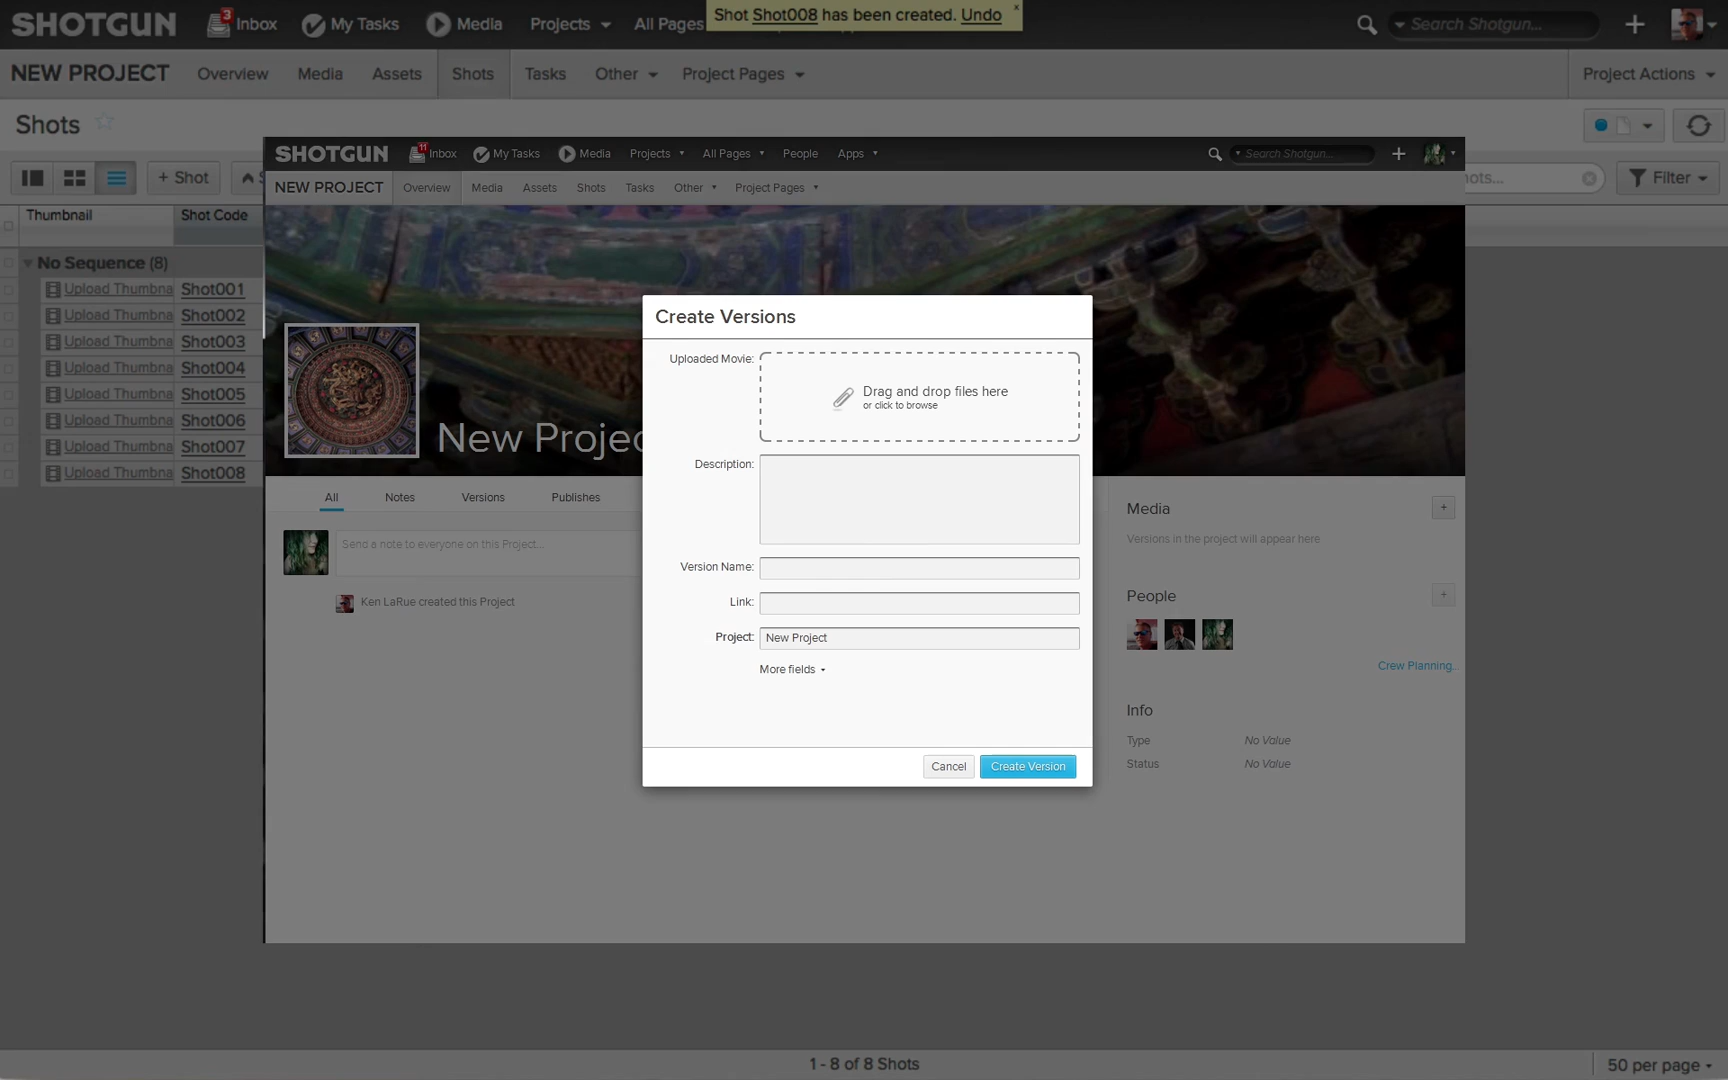 SHOTGUN 3 Inbox My Tasks Media Projects All Pages Search Shotgun...
Shot Shot008 has been created. Undo x
NEW PROJECT Overview Media Assets Shots Tasks Other Project Pages Project Actions
Shots
+ Shot Filter
Thumbnail Shot Code
No Sequence (8)
Upload Thumbna Shot001
Upload Thumbna Shot002
Upload Thumbna Shot003
Upload Thumbna Shot004
Upload Thumbna Shot005
Upload Thumbna Shot006
Upload Thumbna Shot007
Upload Thumbna Shot008
SHOTGUN 11 Inbox My Tasks Media Projects All Pages People Apps Search Shotgun...
NEW PROJECT Overview Media Assets Shots Tasks Other Project Pages
New Projec
All Notes Versions Publishes
Send a note to everyone on this Project...
Ken LaRue created this Project
Create Versions
Uploaded Movie:
Drag and drop files here
or click to browse
Description:
Version Name:
Link:
Project: New Project
More fields
Cancel Create Version
Media +
Versions in the project will appear here
People +
Crew Planning...
Info
Type No Value
Status No Value
1 - 8 of 8 Shots 50 per page